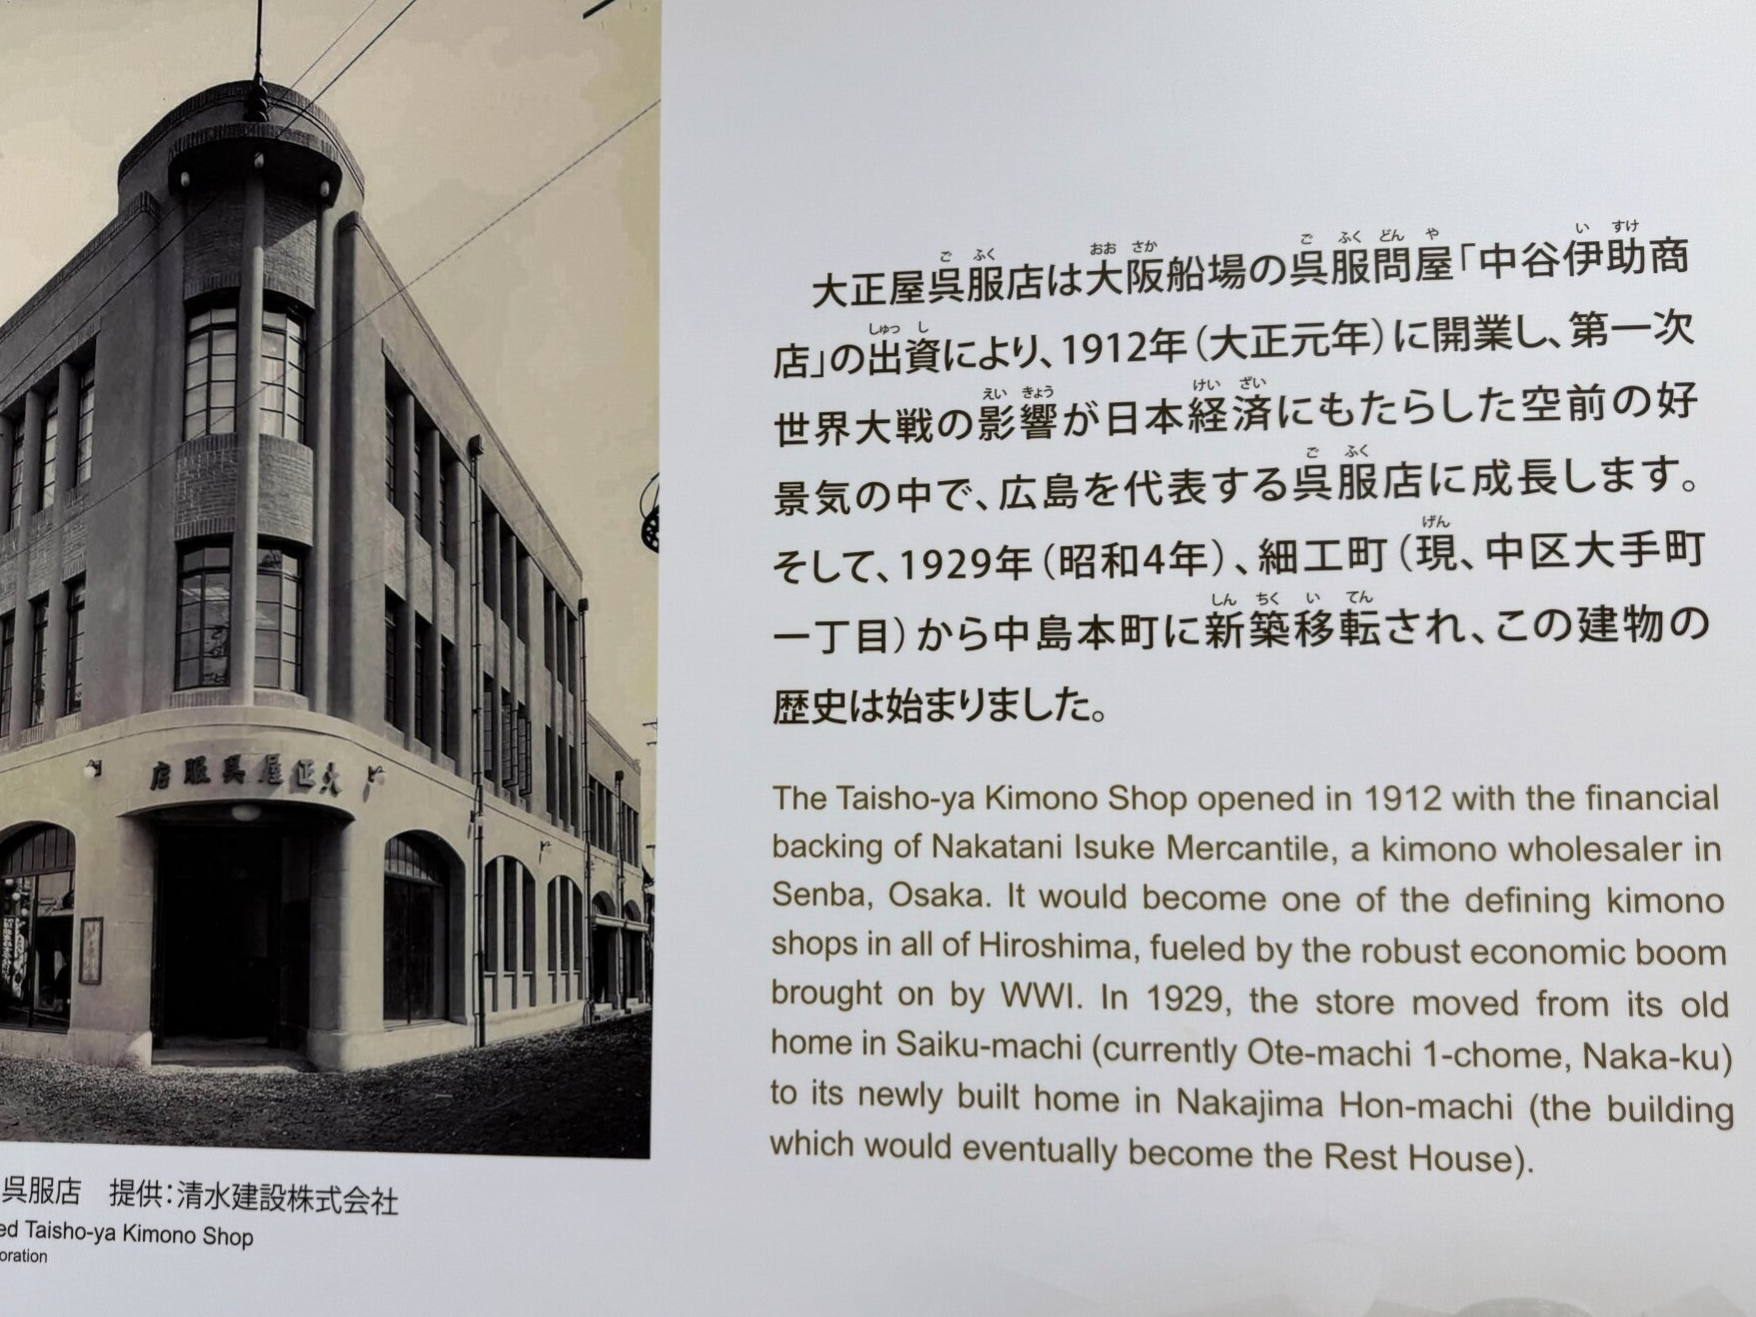 大正屋呉服店
大正屋呉服店は大阪船場の呉服問屋「中谷伊助商
店」の出資により、1912年（大正元年）に開業し、第一次
世界大戦の影響が日本経済にもたらした空前の好
景気の中で、広島を代表する呉服店に成長します。
そして、1929年（昭和4年）、細工町（現、中区大手町
一丁目）から中島本町に新築移転され、この建物の
歴史は始まりました。
The Taisho-ya Kimono Shop opened in 1912 with the financial
backing of Nakatani Isuke Mercantile, a kimono wholesaler in
Senba, Osaka. It would become one of the defining kimono
shops in all of Hiroshima, fueled by the robust economic boom
brought on by WWI. In 1929, the store moved from its old
home in Saiku-machi (currently Ote-machi 1-chome, Naka-ku)
to its newly built home in Nakajima Hon-machi (the building
which would eventually become the Rest House).
呉服店　提供：清水建設株式会社
ed Taisho-ya Kimono Shop
oration